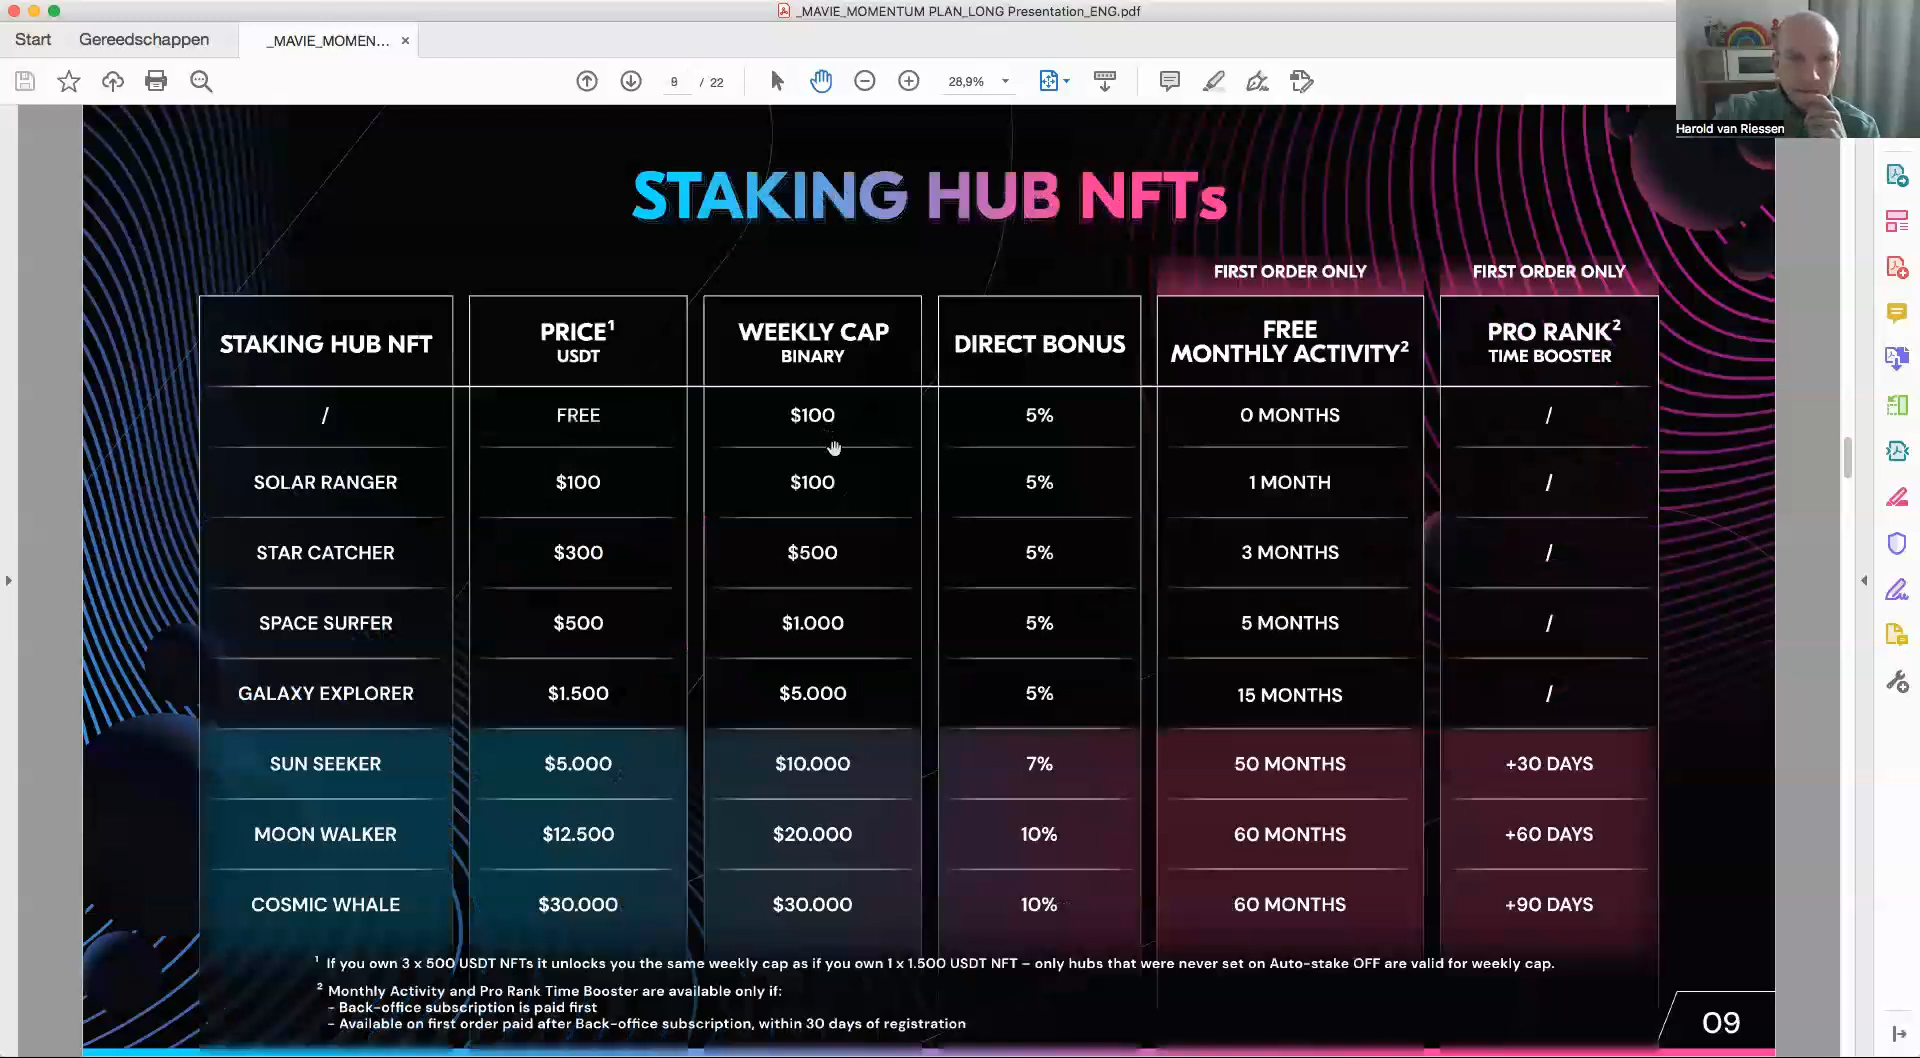 _MAVIE_MOMENTUM PLAN_LONG Presentation_ENG.pdf
Start
Gereedschappen
_MAVIE_MOMEN...
9 / 22
28,9%
Harold van Riessen
STAKING HUB NFTs
FIRST ORDER ONLY
FIRST ORDER ONLY
STAKING HUB NFT
PRICE¹
USDT
WEEKLY CAP
BINARY
DIRECT BONUS
FREE
MONTHLY ACTIVITY²
PRO RANK²
TIME BOOSTER
/ FREE $100 5% 0 MONTHS /
SOLAR RANGER $100 $100 5% 1 MONTH /
STAR CATCHER $300 $500 5% 3 MONTHS /
SPACE SURFER $500 $1.000 5% 5 MONTHS /
GALAXY EXPLORER $1.500 $5.000 5% 15 MONTHS /
SUN SEEKER $5.000 $10.000 7% 50 MONTHS +30 DAYS
MOON WALKER $12.500 $20.000 10% 60 MONTHS +60 DAYS
COSMIC WHALE $30.000 $30.000 10% 60 MONTHS +90 DAYS
¹ If you own 3 x 500 USDT NFTs it unlocks you the same weekly cap as if you own 1 x 1.500 USDT NFT – only hubs that were never set on Auto-stake OFF are valid for weekly cap.
² Monthly Activity and Pro Rank Time Booster are available only if:
- Back-office subscription is paid first
- Available on first order paid after Back-office subscription, within 30 days of registration
09